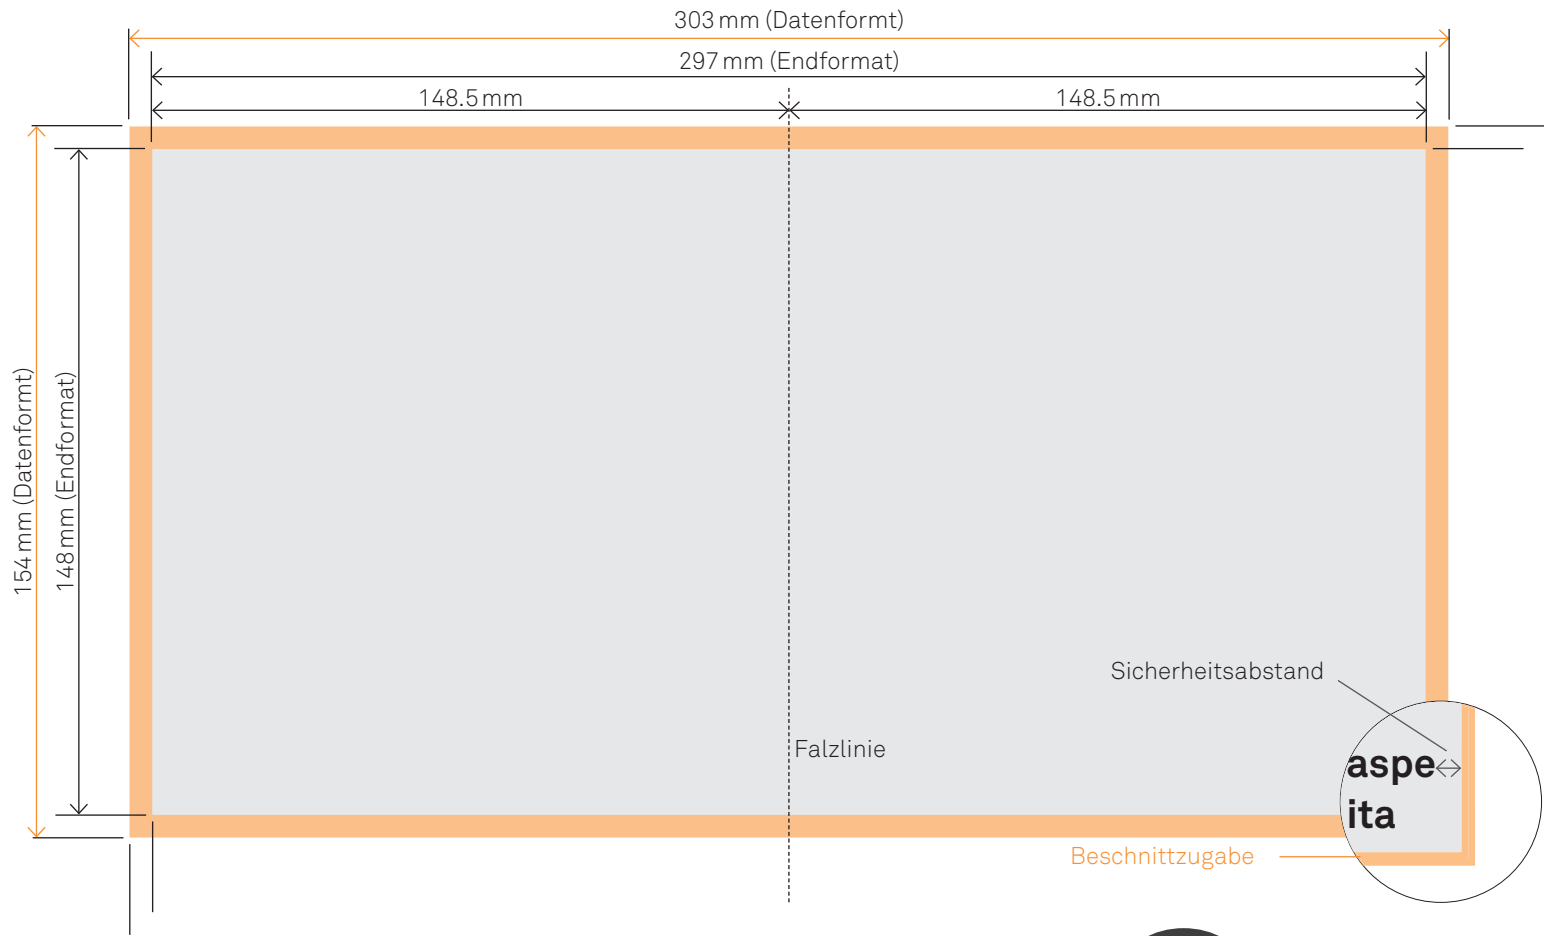 303 mm (Datenformt)
297 mm (Endformat)
148.5 mm
148.5 mm
154 mm (Datenformt)
148 mm (Endformat)
Sicherheitsabstand
Falzlinie
aspe
ita
Beschnittzugabe